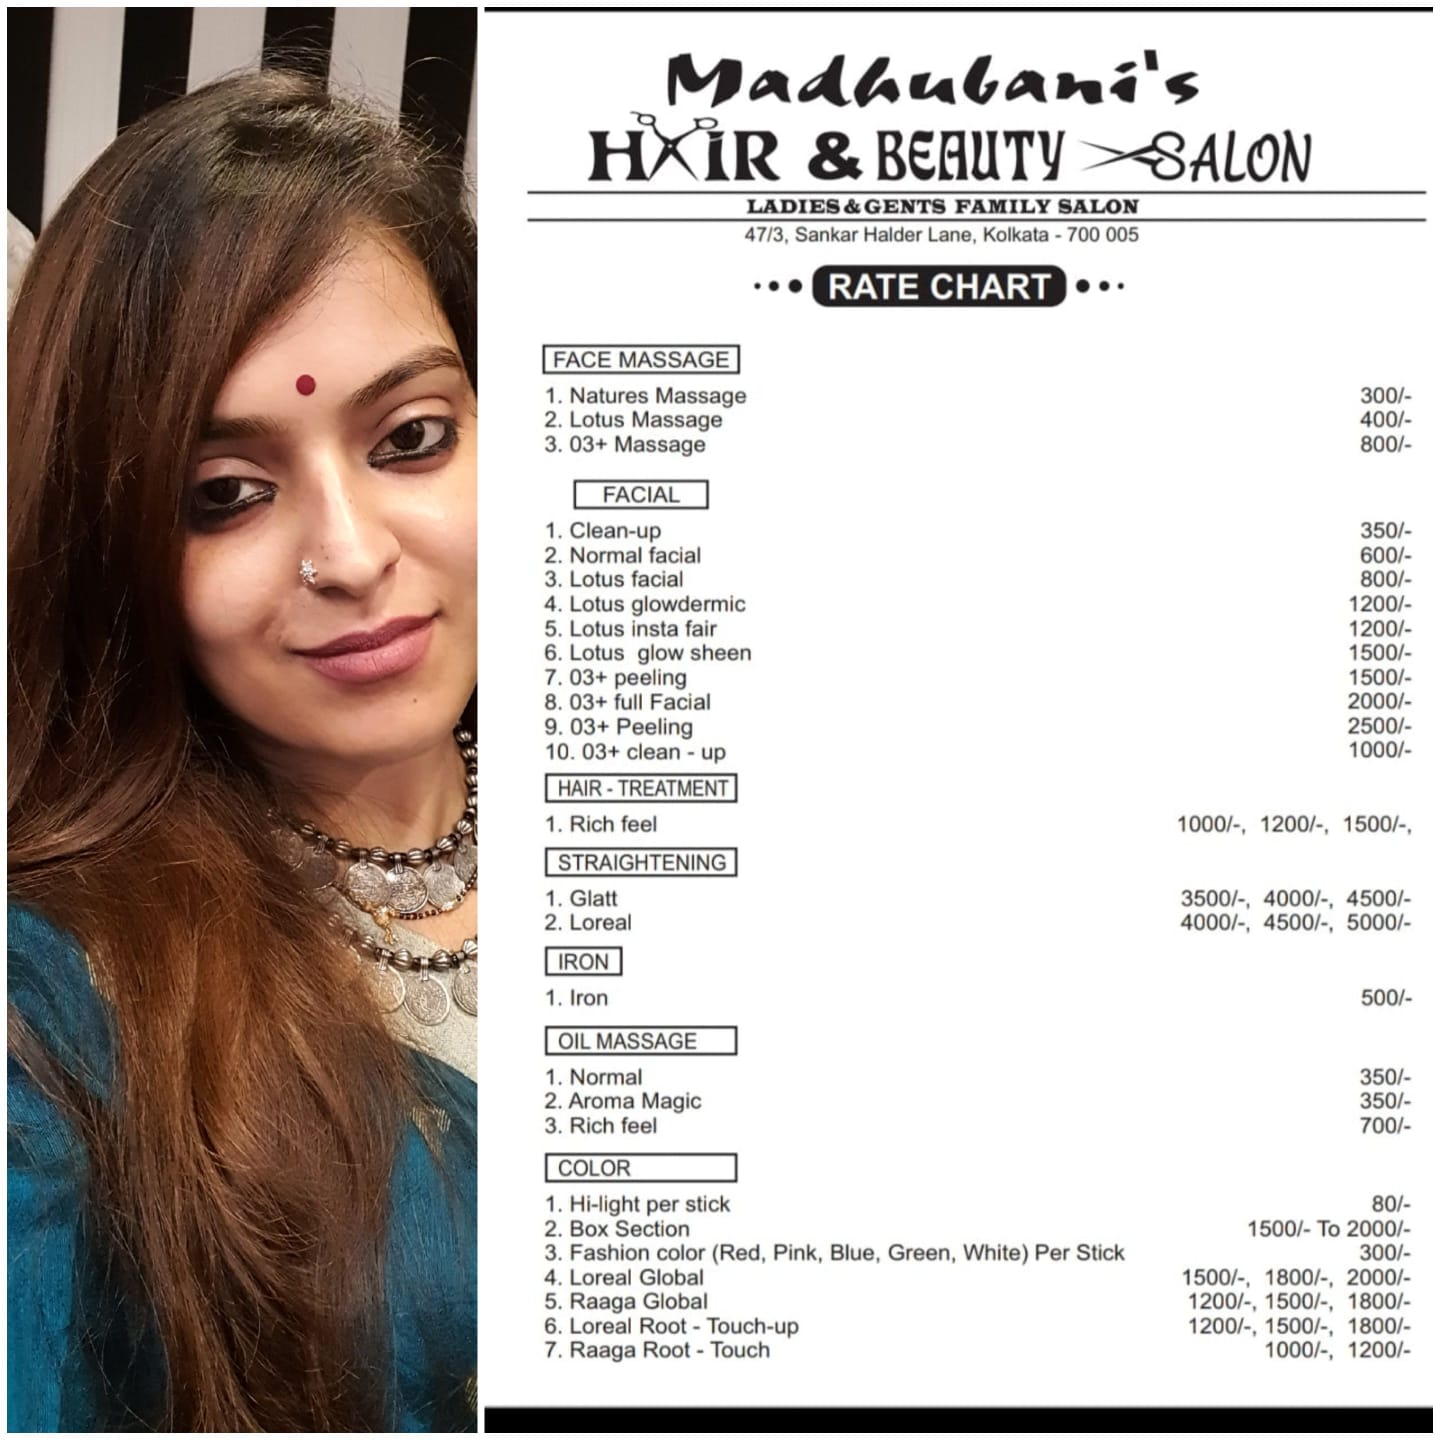 Madhubani's
HAIR & BEAUTY SALON
LADIES & GENTS FAMILY SALON
47/3, Sankar Halder Lane, Kolkata - 700 005
RATE CHART
FACE MASSAGE
1. Natures Massage 300/-
2. Lotus Massage 400/-
3. 03+ Massage 800/-
FACIAL
1. Clean-up 350/-
2. Normal facial 600/-
3. Lotus facial 800/-
4. Lotus glowdermic 1200/-
5. Lotus insta fair 1200/-
6. Lotus glow sheen 1500/-
7. 03+ peeling 1500/-
8. 03+ full Facial 2000/-
9. 03+ Peeling 2500/-
10. 03+ clean - up 1000/-
HAIR - TREATMENT
1. Rich feel 1000/-, 1200/-, 1500/-,
STRAIGHTENING
1. Glatt 3500/-, 4000/-, 4500/-
2. Loreal 4000/-, 4500/-, 5000/-
IRON
1. Iron 500/-
OIL MASSAGE
1. Normal 350/-
2. Aroma Magic 350/-
3. Rich feel 700/-
COLOR
1. Hi-light per stick 80/-
2. Box Section 1500/- To 2000/-
3. Fashion color (Red, Pink, Blue, Green, White) Per Stick 300/-
4. Loreal Global 1500/-, 1800/-, 2000/-
5. Raaga Global 1200/-, 1500/-, 1800/-
6. Loreal Root - Touch-up 1200/-, 1500/-, 1800/-
7. Raaga Root - Touch 1000/-, 1200/-